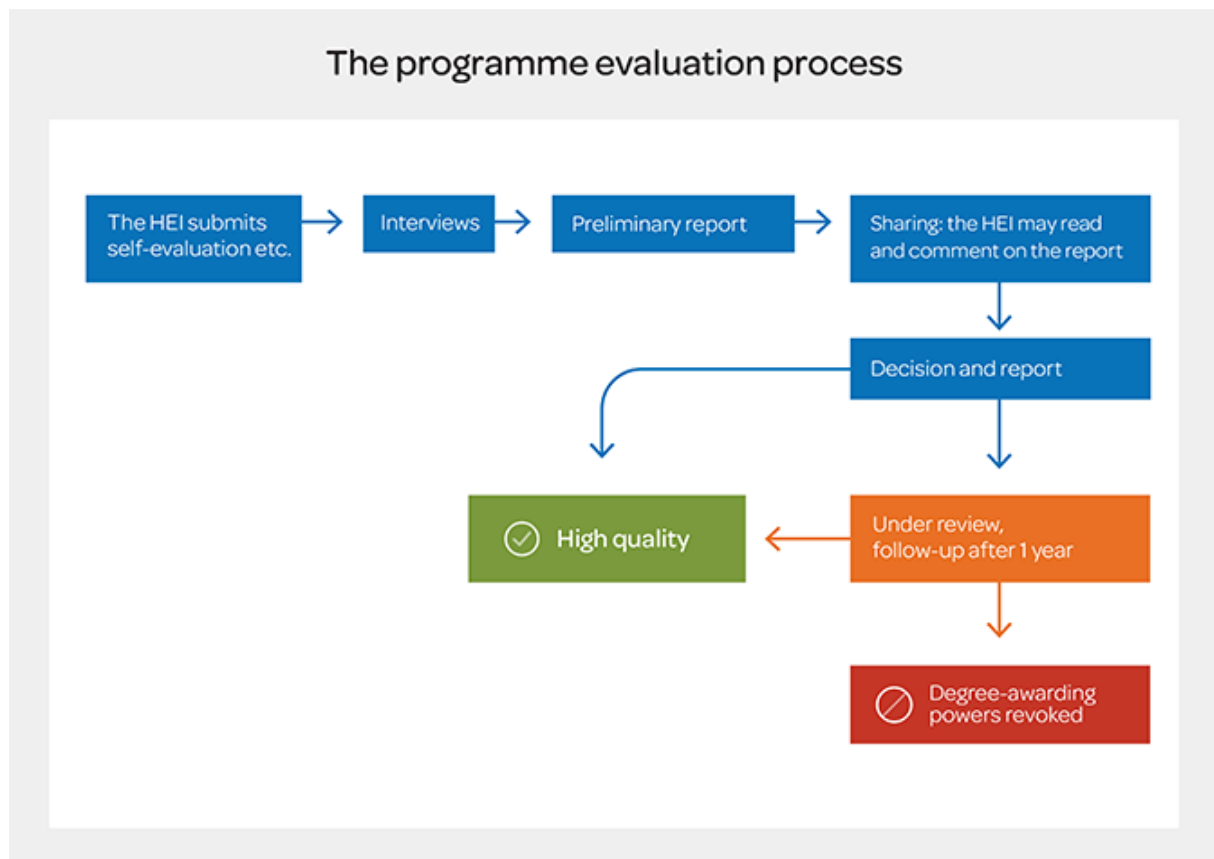 The programme evaluation process
The HEI submits
self-evaluation etc.
Interviews
Preliminary report
Sharing: the HEI may read
and comment on the report
Decision and report
High quality
Under review,
follow-up after 1 year
Degree-awarding
powers revoked